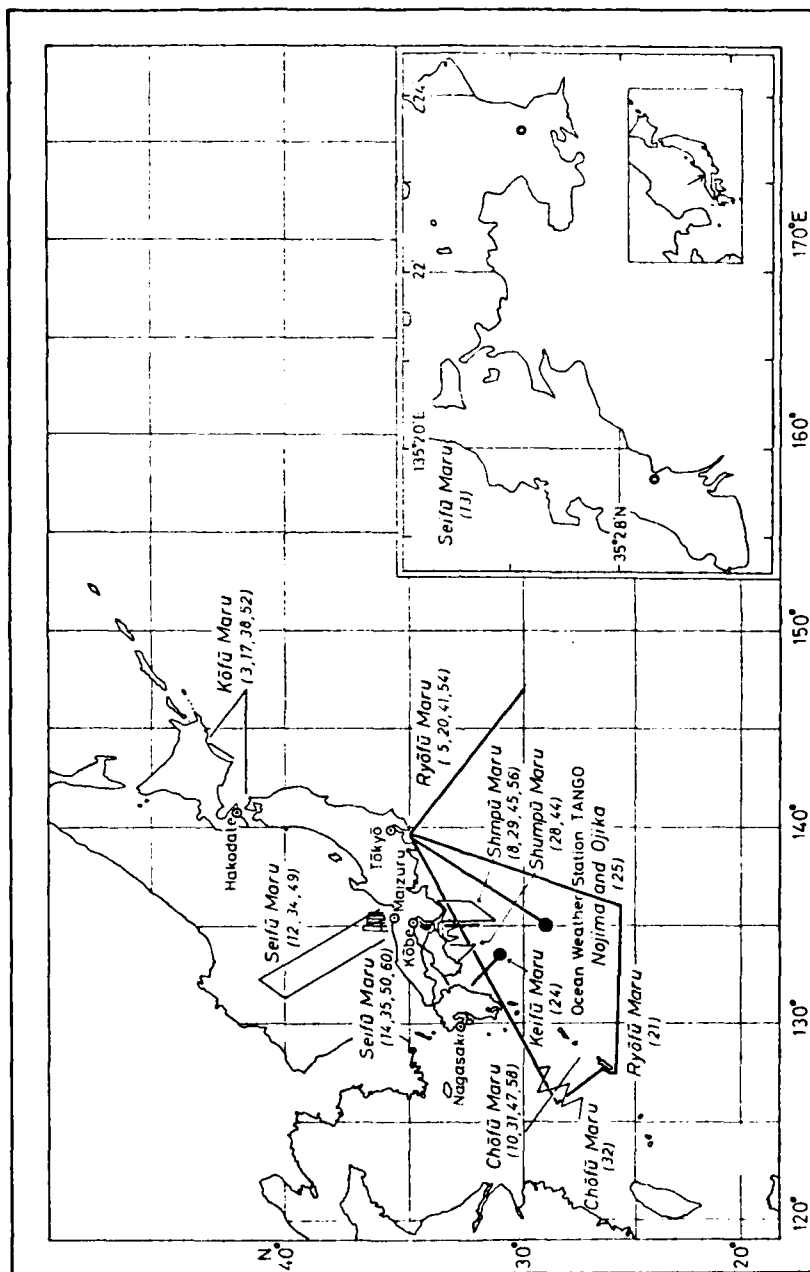 N°
40°
30°
20°
120°
130°
140°
150°
160°
170°E
Kōfū Maru
(3,17,38,52)
Hakodate
Seifū Maru
(12,34,49)
Seifū Maru
(14,35,50,60)
Tōkyō
Maizuru
Kōbe
Nagasaki
Ryōfū Maru
(5,20,41,54)
Shmpū Maru
(8,29,45,56)
Shumpū Maru
(28,44)
Keifū Maru
(24)
Ocean Weather Station TANGO
Nojima and Ojika
(25)
Chōfū Maru
(10,31,47,58)
Chōfū Maru
(32)
Ryōfū Maru
(21)
135°20'E
22'
24'
Seifū Maru
(13)
35°28'N